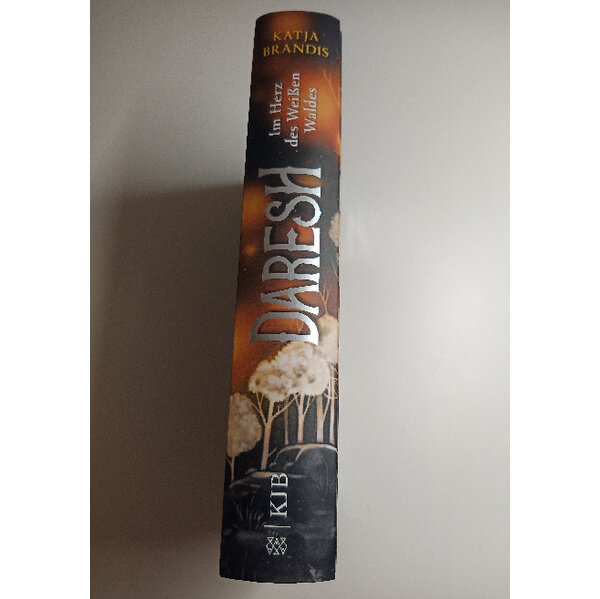 KATJA
BRANDIS
Im Herz
des Weißen
Waldes
DARESH
KJB